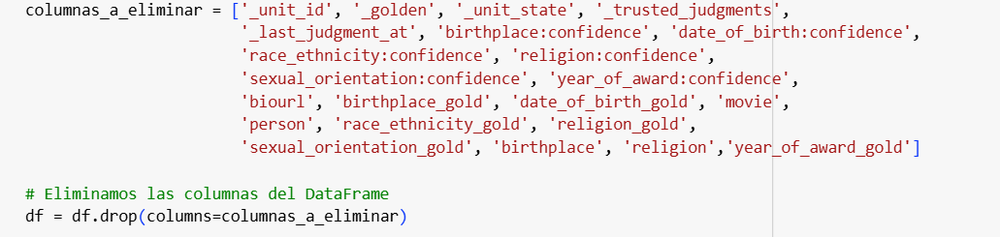 columnas_a_eliminar = ['_unit_id', '_golden', '_unit_state', '_trusted_judgments',
'_last_judgment_at', 'birthplace:confidence', 'date_of_birth:confidence',
'race_ethnicity:confidence', 'religion:confidence',
'sexual_orientation:confidence', 'year_of_award:confidence',
'biourl', 'birthplace_gold', 'date_of_birth_gold', 'movie',
'person', 'race_ethnicity_gold', 'religion_gold',
'sexual_orientation_gold', 'birthplace', 'religion','year_of_award_gold']
# Eliminamos las columnas del DataFrame
df = df.drop(columns=columnas_a_eliminar)